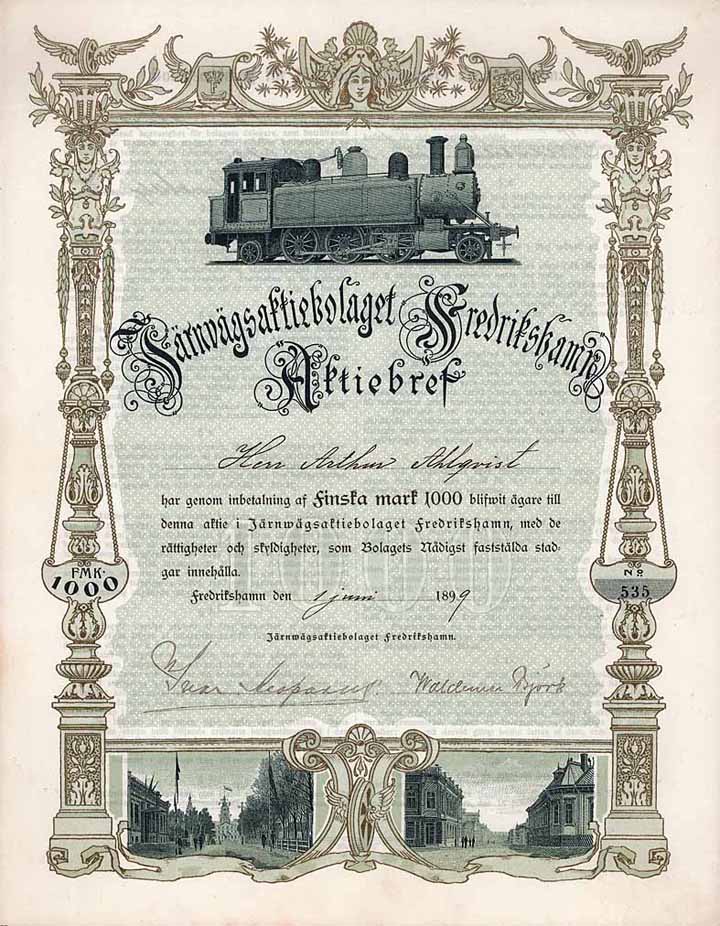 Järnvägsaktiebolaget Fredrikshamn
Aktiebref
Herr Arthur Ahlqvist
har genom inbetalning af Finska mark 1000 blifwit ägare till
denna aktie i Järnwägsaktiebolaget Fredrikshamn, med de
rättigheter och skyldigheter, som Bolagets Nådigst faststälda stad-
gar innehålla.
FMK.
1000
No
535
1000
Fredrikshamn den 1 juni 1899
Järnwägsaktiebolaget Fredrikshamn.
Waldemar Björk